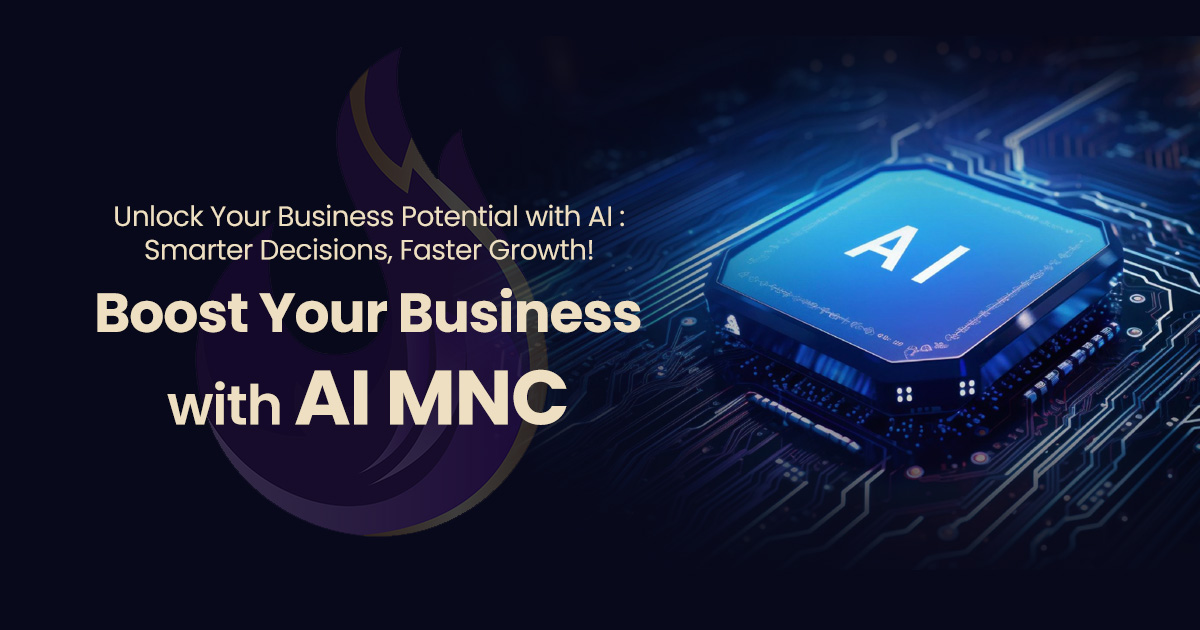 Unlock Your Business Potential with AI :
Smarter Decisions, Faster Growth!
Boost Your Business
with AI MNC
AI